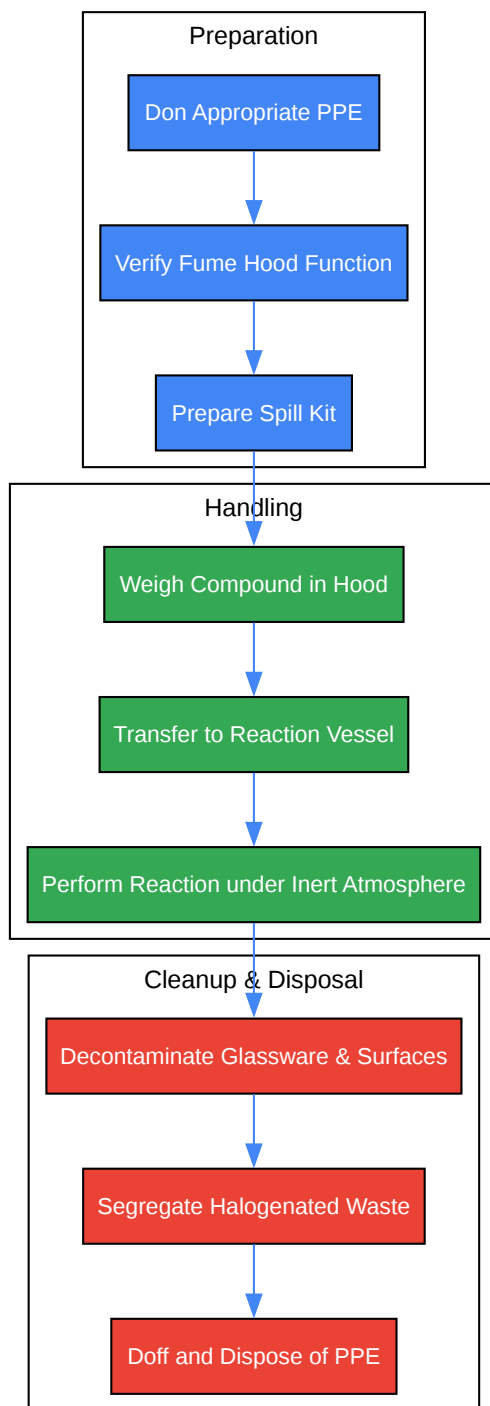 Preparation
Don Appropriate PPE
Verify Fume Hood Function
Prepare Spill Kit
Handling
Weigh Compound in Hood
Transfer to Reaction Vessel
Perform Reaction under Inert Atmosphere
Cleanup & Disposal
Decontaminate Glassware & Surfaces
Segregate Halogenated Waste
Doff and Dispose of PPE